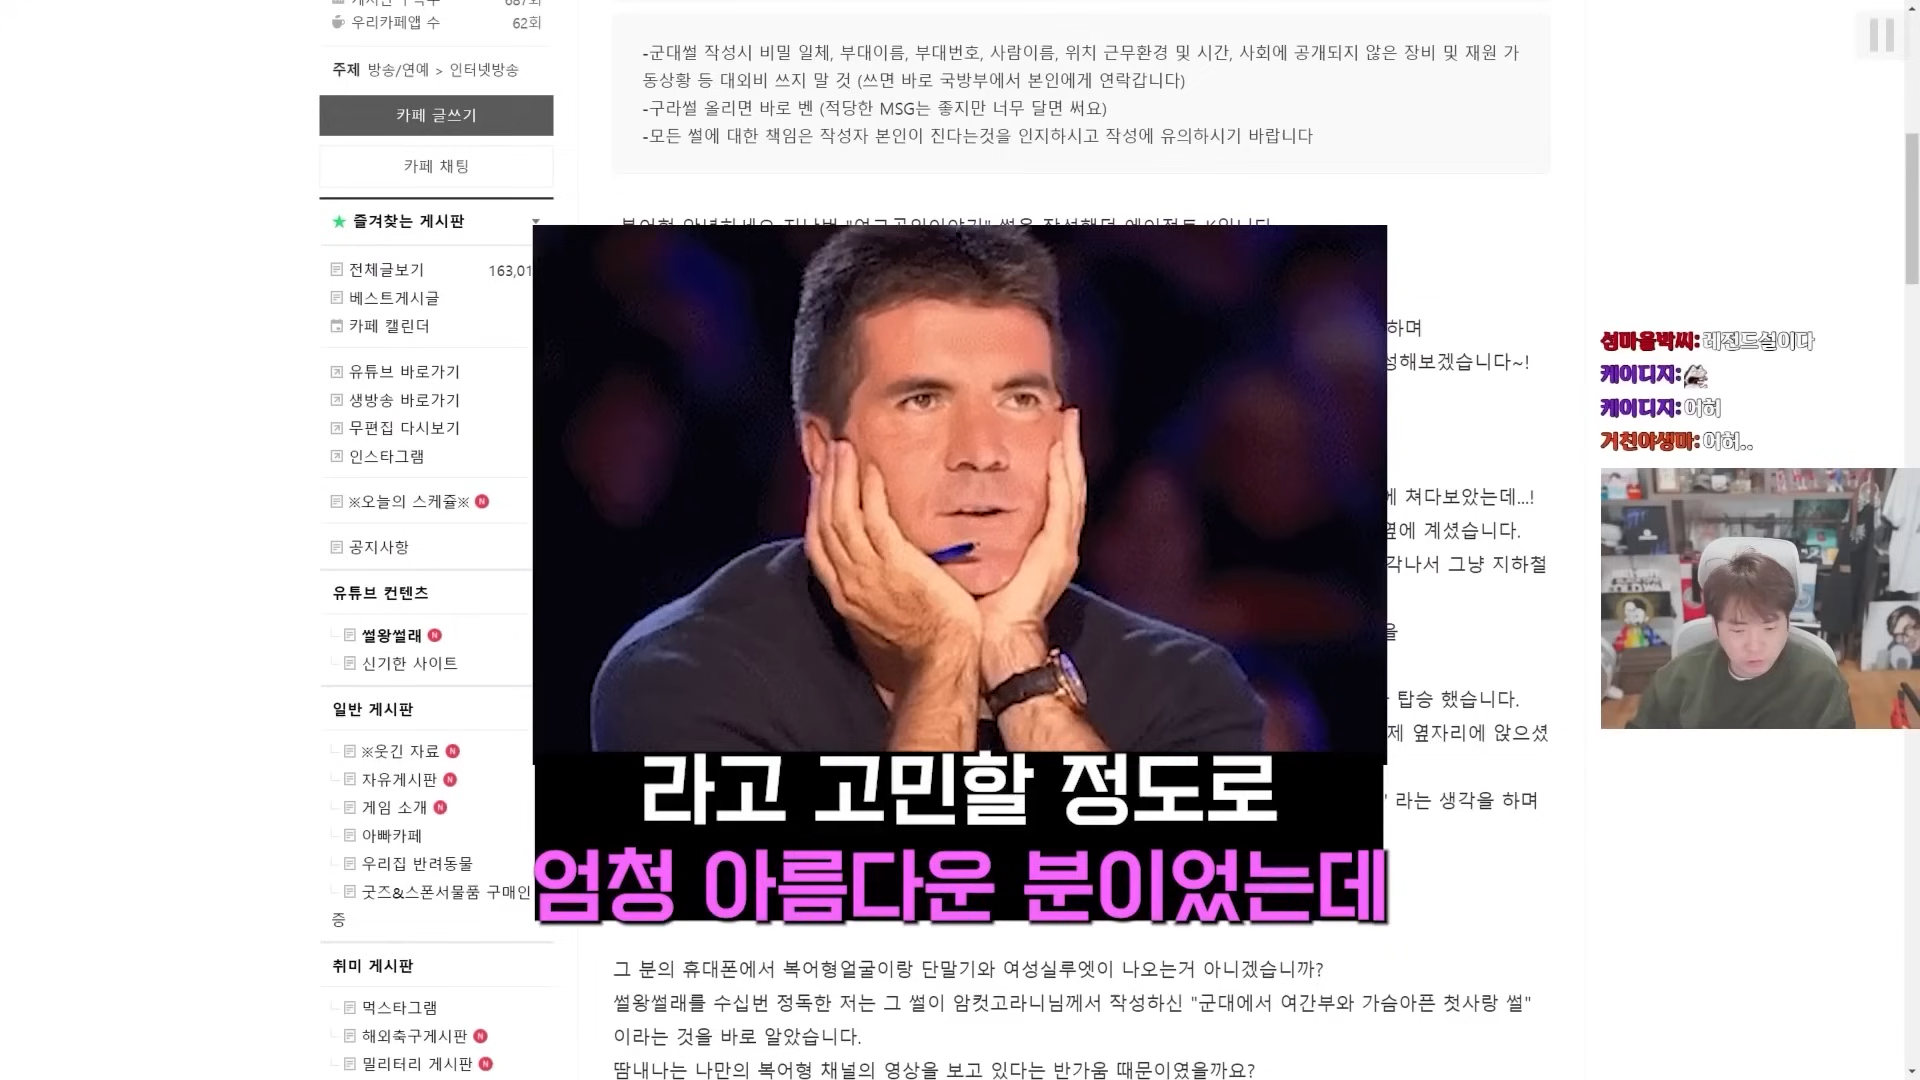 우리카페앱 수 62회
주제 방송/연예 > 인터넷방송
카페 글쓰기
카페 채팅
즐겨찾는 게시판
전체글보기 163,01
베스트게시글
카페 캘린더
유튜브 바로가기
생방송 바로가기
무편집 다시보기
인스타그램
※오늘의 스케쥴※ N
공지사항
유튜브 컨텐츠
썰왕썰래 N
신기한 사이트
일반 게시판
※웃긴 자료 N
자유게시판 N
게임 소개 N
아빠카페
우리집 반려동물
굿즈&스폰서물품 구매인
증
취미 게시판
먹스타그램
해외축구게시판 N
밀리터리 게시판 N
-군대썰 작성시 비밀 일체, 부대이름, 부대번호, 사람이름, 위치 근무환경 및 시간, 사회에 공개되지 않은 장비 및 재원 가
동상황 등 대외비 쓰지 말 것 (쓰면 바로 국방부에서 본인에게 연락갑니다)
-구라썰 올리면 바로 벤 (적당한 MSG는 좋지만 너무 달면 써요)
-모든 썰에 대한 책임은 작성자 본인이 진다는것을 인지하시고 작성에 유의하시기 바랍니다
하며
성해보겠습니다~!
쳐다보았는데...!
옆에 계셨습니다.
각나서 그냥 지하철
을
탑승 했습니다.
제 옆자리에 앉으셨
' 라는 생각을 하며
라고 고민할 정도로
엄청 아름다운 분이었는데
그 분의 휴대폰에서 복어형얼굴이랑 단말기와 여성실루엣이 나오는거 아니겠습니까?
썰왕썰래를 수십번 정독한 저는 그 썰이 암컷고라니님께서 작성하신 "군대에서 여간부와 가슴아픈 첫사랑 썰"
이라는 것을 바로 알았습니다.
땀내나는 나만의 복어형 채널의 영상을 보고 있다는 반가움 때문이였을까요?
선마을박씨: 레전드썰이다
케이디지:
케이디지: 어허
거친야생마: 어허..